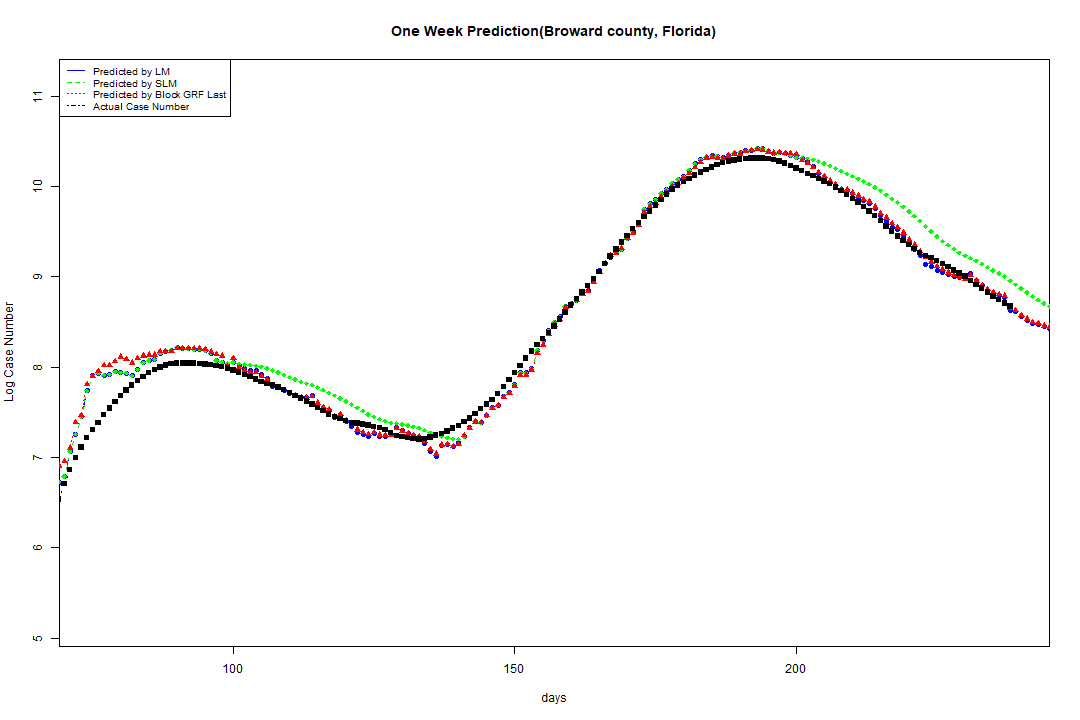 One Week Prediction(Broward county, Florida)
Predicted by LM
Predicted by SLM
Predicted by Block GRF Last
Actual Case Number
11
10
9
8
7
6
5
Log Case Number
100 150 200
days